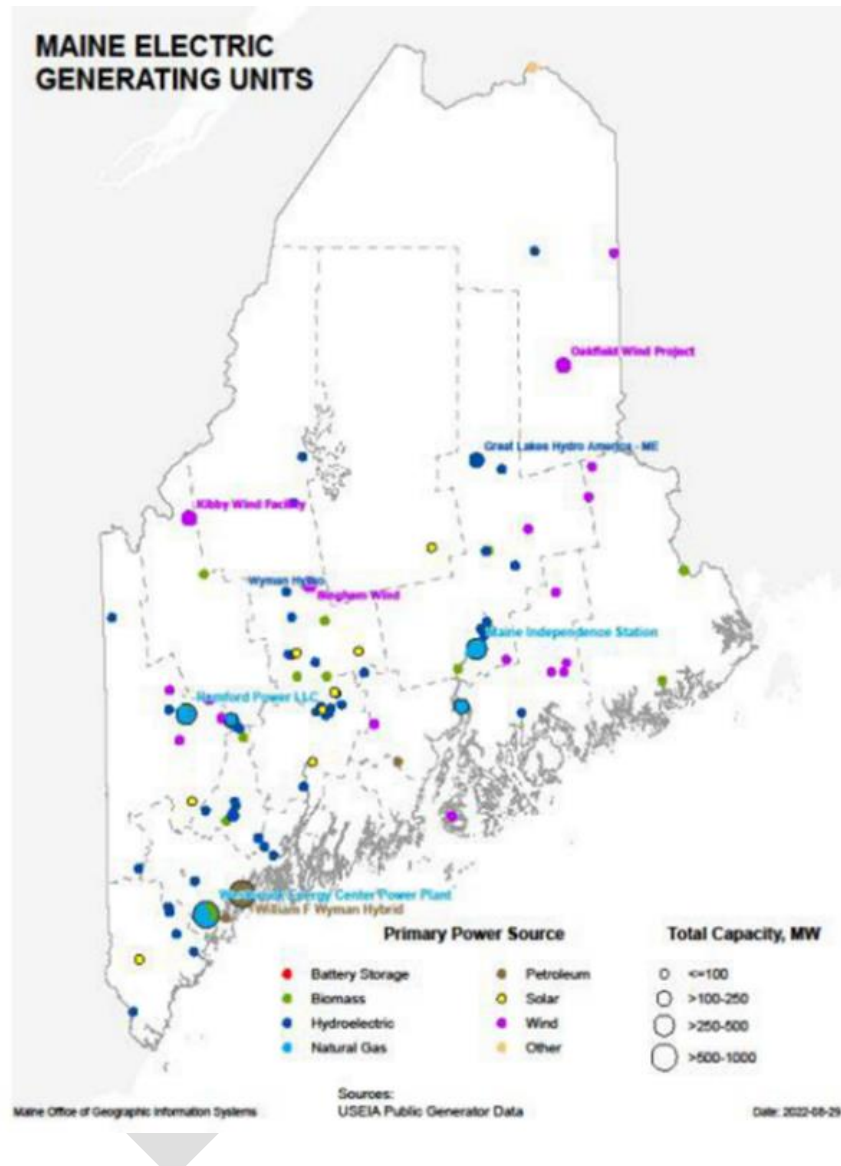 MAINE ELECTRIC
GENERATING UNITS
Oakfield Wind Project
Great Lakes Hydro America - ME
Kibby Wind Facility
Wyman Hydro
Bingham Wind
Maine Independence Station
Rumford Power LLC
Westbrook Energy Center Power Plant
William F Wyman Hybrid
Primary Power Source
Battery Storage
Biomass
Hydroelectric
Natural Gas
Petroleum
Solar
Wind
Other
Total Capacity, MW
<=100
>100-250
>250-500
>500-1000
Maine Office of Geographic Information Systems
Sources:
USEIA Public Generator Data
Date: 2022-08-29